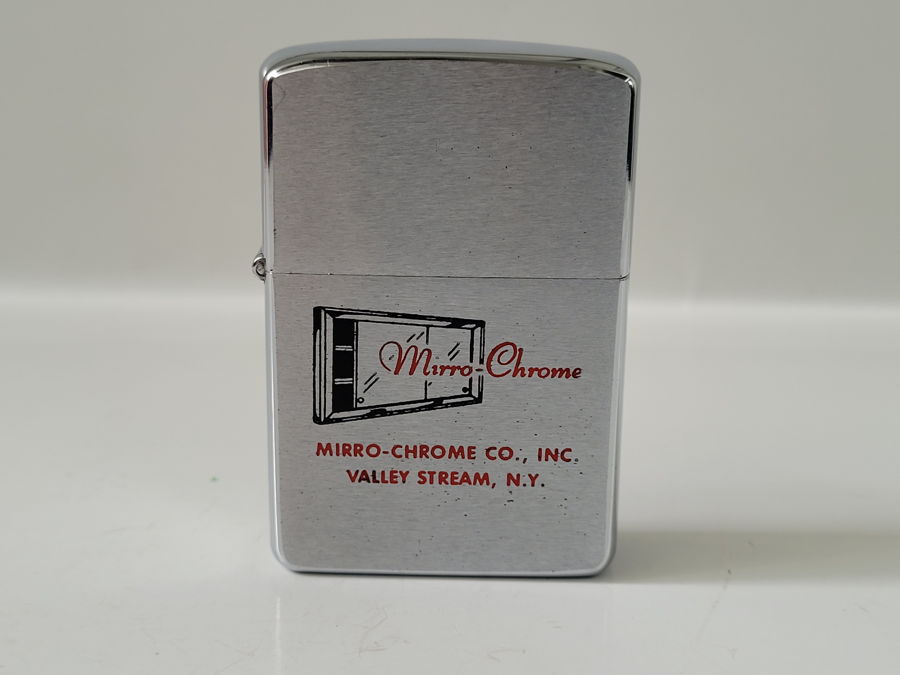 Mirro-Chrome
MIRRO-CHROME CO., INC.
VALLEY STREAM, N.Y.